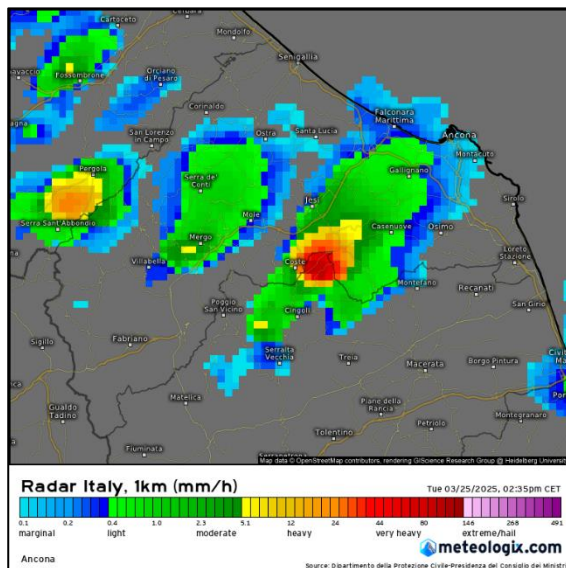 Cartoceto
Mondolfo
Senigallia
Fossombrone
Orciano
di Pesaro
Corinaldo
San Lorenzo
in Campo
Ostra
Santa Lucia
Falconara
Marittima
Ancona
Montacuto
Pergola
Serra de'
Conti
Gallignano
Sirolo
Jesi
Serra Sant'Abbondio
Moie
Casenuove
Osimo
Mergo
Loreto
Stazione
Villabella
Coste
Montefano
Recanati
Poggio
San Vicino
Cingoli
San Girio
Sigillo
Fabriano
Serralta
Vecchia
Treia
Macerata
Borgo Pintura
Matelica
Gualdo
Tadino
Piane della
Rancia
Montegranaro
Petriolo
Tolentino
Fiuminata
Map data © OpenStreetMap contributors, rendering GIScience Research Group @ Heidelberg Universit
Radar Italy, 1km (mm/h)
Tue 03/25/2025, 02:35pm CET
0.1 0.2 0.4 1.0 2.3 5.1 12 24 44 80 146 268 491
marginal light moderate heavy very heavy extreme/hail
Ancona
meteologix.com
Source: Dipartimento della Protezione Civile-Presidenza del Consiglio dei Ministri